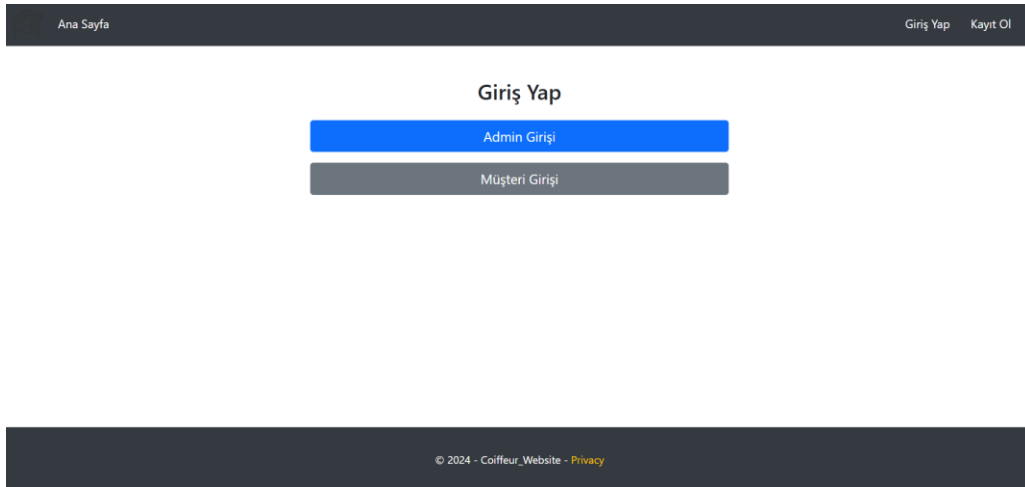 Ana Sayfa Giriş Yap Kayıt Ol
Giriş Yap
Admin Girişi
Müşteri Girişi
© 2024 - Coiffeur_Website - Privacy